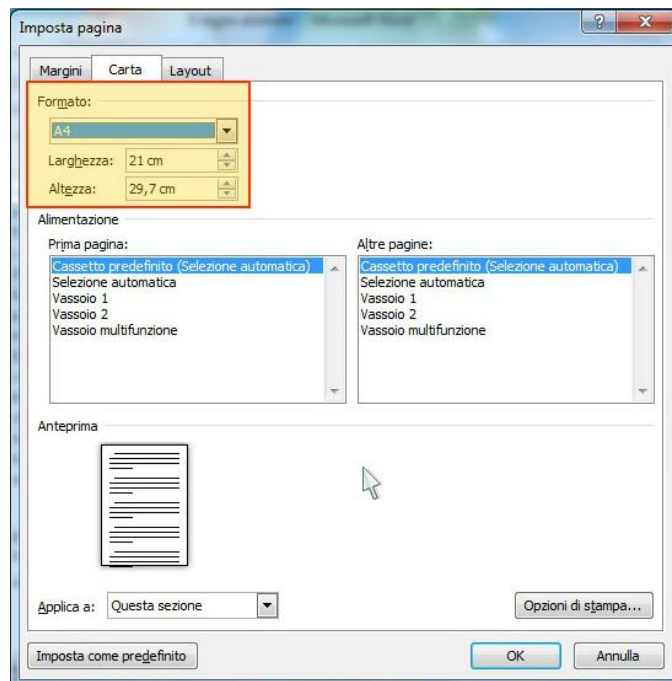 Imposta pagina
Margini Carta Layout
Formato:
A4
Larghezza: 21 cm
Altezza: 29,7 cm
Alimentazione
Prima pagina: Altre pagine:
Cassetto predefinito (Selezione automatica) Cassetto predefinito (Selezione automatica)
Selezione automatica Selezione automatica
Vassoio 1 Vassoio 1
Vassoio 2 Vassoio 2
Vassoio multifunzione Vassoio multifunzione
Anteprima
Applica a: Questa sezione Opzioni di stampa...
Imposta come predefinito OK Annulla